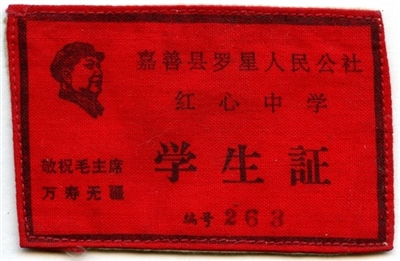 嘉善县罗星人民公社
红心中学
学生証
敬祝毛主席
万寿无疆
编号 263